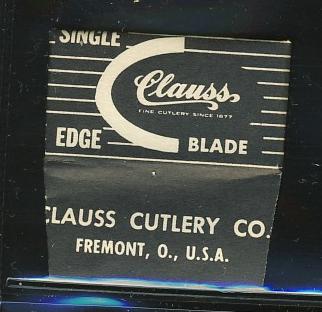 SINGLE
Clauss
FINE CUTLERY SINCE 1877
EDGE BLADE
CLAUSS CUTLERY CO.
FREMONT, O., U.S.A.